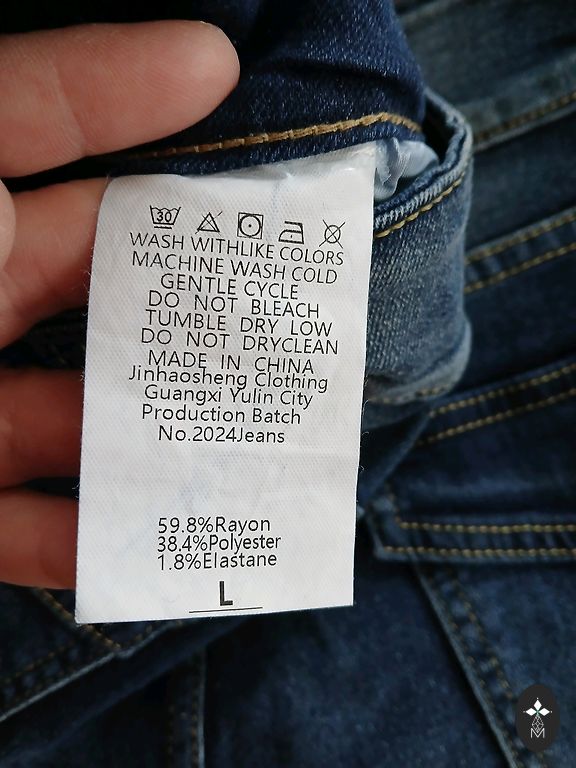 30
WASH WITHLIKE COLORS
MACHINE WASH COLD
GENTLE CYCLE
DO NOT BLEACH
TUMBLE DRY LOW
DO NOT DRYCLEAN
MADE IN CHINA
Jinhaosheng Clothing
Guangxi Yulin City
Production Batch
No.2024Jeans
59.8%Rayon
38.4%Polyester
1.8%Elastane
L
M